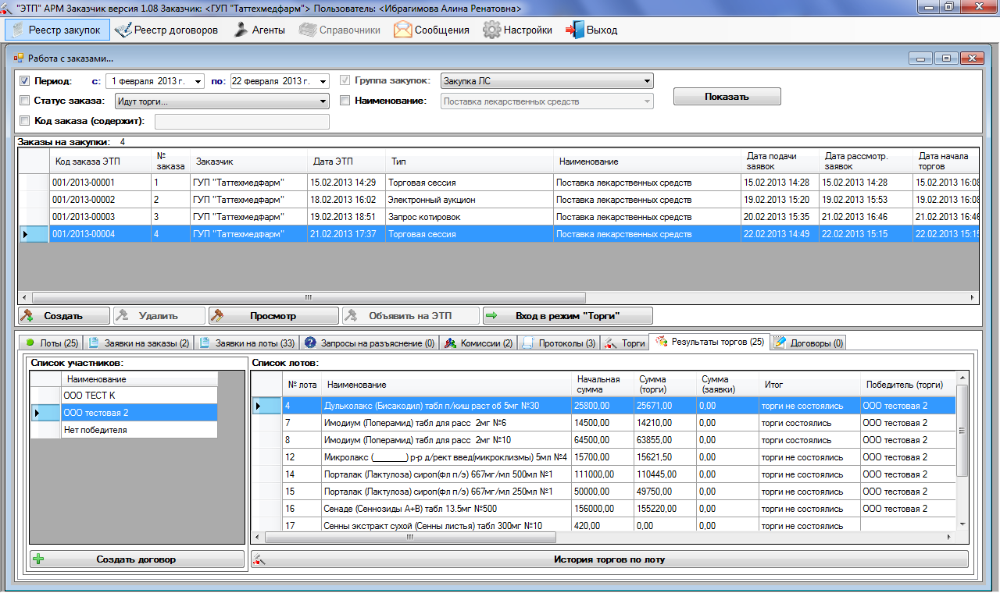 "ЭТП" АРМ Заказчик версия 1.08 Заказчик: <ГУП "Таттехмедфарм"> Пользователь: <Ибрагимова Алина Ренатовна>
Реестр закупок Реестр договоров Агенты Справочники Сообщения Настройки Выход
Работа с заказами...
Период: с: 1 февраля 2013 г. по: 22 февраля 2013 г. Группа закупок: Закупка ЛС
Статус заказа: Идут торги... Наименование: Поставка лекарственных средств Показать
Код заказа (содержит):
Заказы на закупки: 4
Код заказа ЭТП № заказа Заказчик Дата ЭТП Тип Наименование Дата подачи заявок Дата рассмотр. заявок Дата начала торгов
001/2013-00001 1 ГУП "Таттехмедфарм" 15.02.2013 14:29 Торговая сессия Поставка лекарственных средств 15.02.2013 14:28 15.02.2013 14:28 15.02.2013 16:08
001/2013-00002 2 ГУП "Таттехмедфарм" 18.02.2013 16:02 Электронный аукцион Поставка лекарственных средств 19.02.2013 15:20 19.02.2013 15:53 19.02.2013 16:08
001/2013-00003 3 ГУП "Таттехмедфарм" 19.02.2013 18:51 Запрос котировок Поставка лекарственных средств 20.02.2013 15:35 21.02.2013 16:46 21.02.2013 16:46
001/2013-00004 4 ГУП "Таттехмедфарм" 21.02.2013 17:37 Торговая сессия Поставка лекарственных средств 22.02.2013 14:49 22.02.2013 15:15 22.02.2013 15:15
Создать Удалить Просмотр Объявить на ЭТП Вход в режим "Торги"
Лоты (25) Заявки на заказы (2) Заявки на лоты (33) Запросы на разъяснение (0) Комиссии (2) Протоколы (3) Торги Результаты торгов (25) Договоры (0)
Список участников:
Наименование
ООО ТЕСТ К
ООО тестовая 2
Нет победителя
Создать договор
Список лотов:
№ лота Наименование Начальная сумма Сумма (торги) Сумма (заявки) Итог Победитель (торги)
4 Дульколакс (Бисакодил) табл п/киш раст об 5мг №30 25800,00 25671,00 0,00 торги не состоялись ООО тестовая 2
7 Имодиум (Лоперамид) табл для расс 2мг №6 14500,00 14210,00 0,00 торги состоялись ООО тестовая 2
8 Имодиум (Лоперамид) табл для расс 2мг №10 64500,00 63855,00 0,00 торги состоялись ООО тестовая 2
12 Микролакс (_______) р-р д/рект введ(микроклизмы) 5мл №4 15700,00 15621,50 0,00 торги не состоялись ООО тестовая 2
14 Порталак (Лактулоза) сироп(фл п/э) 667мг/мл 500мл №1 111000,00 110445,00 0,00 торги не состоялись ООО тестовая 2
15 Порталак (Лактулоза) сироп(фл п/э) 667мг/мл 250мл №1 50000,00 49750,00 0,00 торги не состоялись ООО тестовая 2
16 Сенаде (Сеннозиды А+В) табл 13.5мг №500 156000,00 155220,00 0,00 торги не состоялись ООО тестовая 2
17 Сенны экстракт сухой (Сенны листья) табл 300мг №10 420,00 0,00 0,00 торги не состоялись
История торгов по лоту